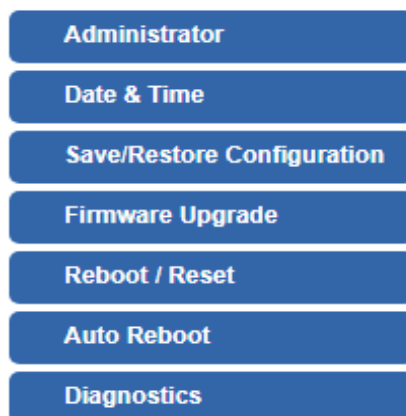 Administrator
Date & Time
Save/Restore Configuration
Firmware Upgrade
Reboot / Reset
Auto Reboot
Diagnostics